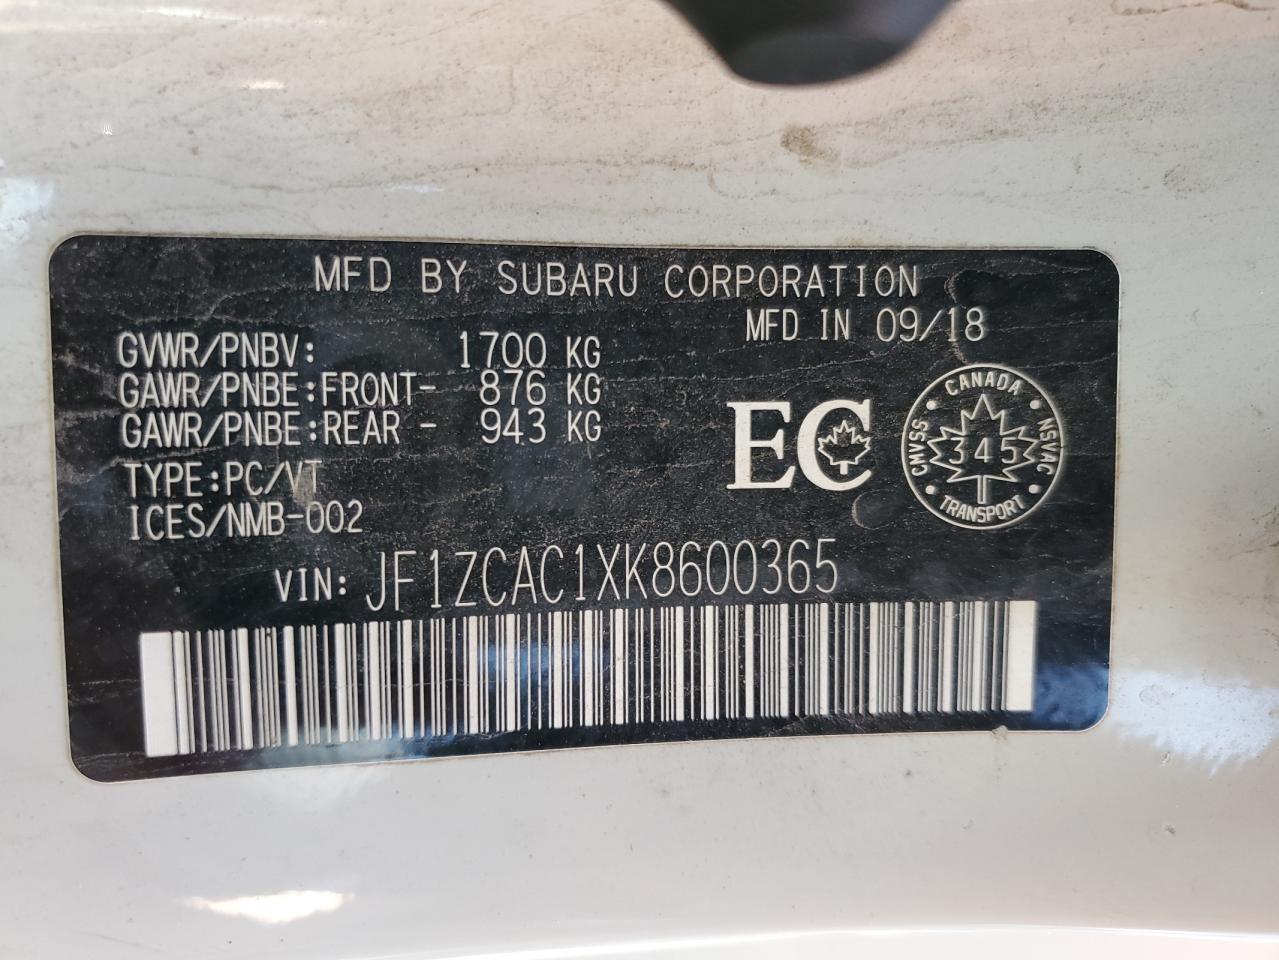 MFD BY SUBARU CORPORATION
MFD IN 09/18
GVWR/PNBV: 1700 KG
GAWR/PNBE:FRONT- 876 KG
GAWR/PNBE:REAR - 943 KG
TYPE:PC/VT
ICES/NMB-002
EC
CANADA
CMVSS 345 NSVAC
TRANSPORT
VIN: JF1ZCAC1XK8600365